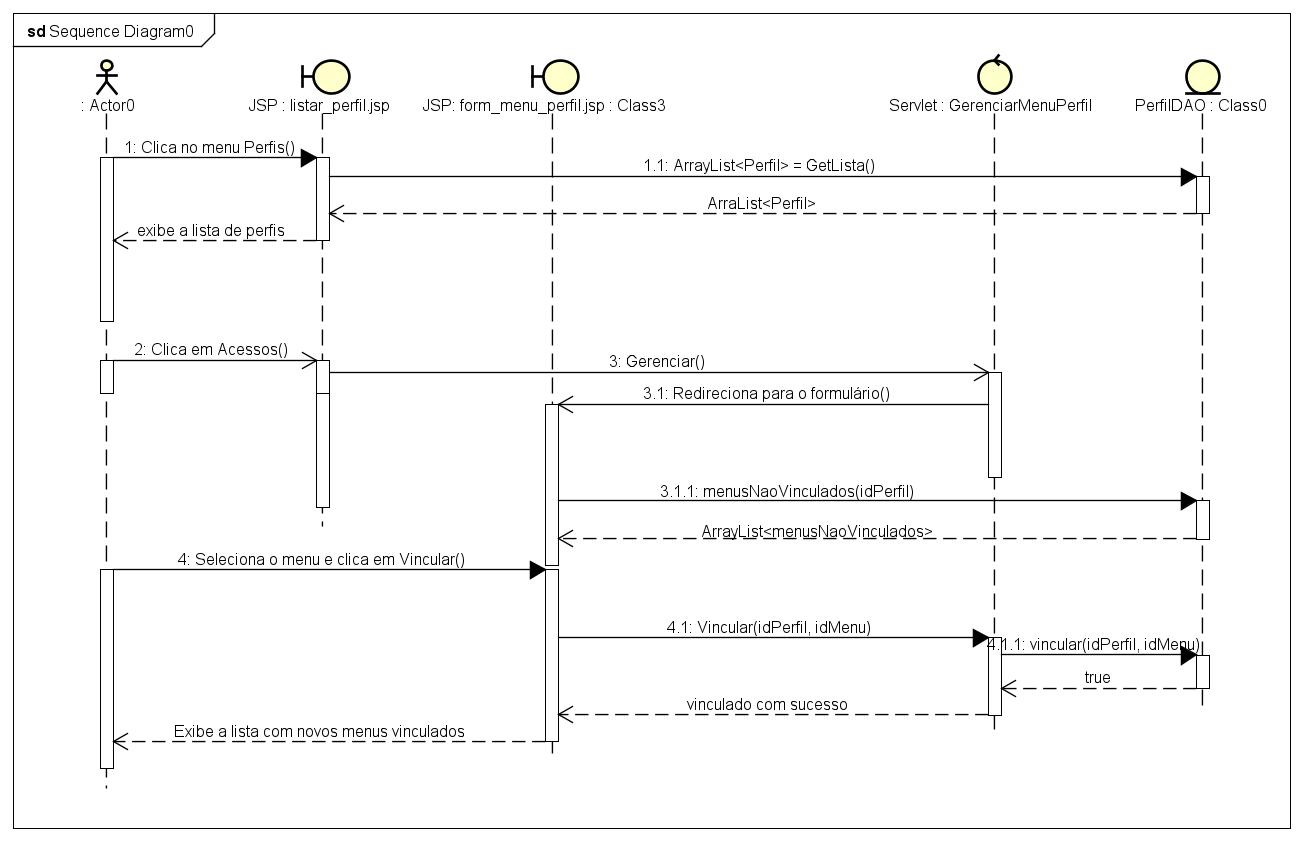 sd Sequence Diagram0
: Actor0
JSP : listar_perfil.jsp
JSP: form_menu_perfil.jsp : Class3
Servlet : GerenciarMenuPerfil
PerfilDAO : Class0
1: Clica no menu Perfis()
1.1: ArrayList<Perfil> = GetLista()
ArraList<Perfil>
exibe a lista de perfis
2: Clica em Acessos()
3: Gerenciar()
3.1: Redireciona para o formulário()
3.1.1: menusNaoVinculados(idPerfil)
ArrayList<menusNaoVinculados>
4: Seleciona o menu e clica em Vincular()
4.1: Vincular(idPerfil, idMenu)
4.1.1: vincular(idPerfil, idMenu)
true
vinculado com sucesso
Exibe a lista com novos menus vinculados